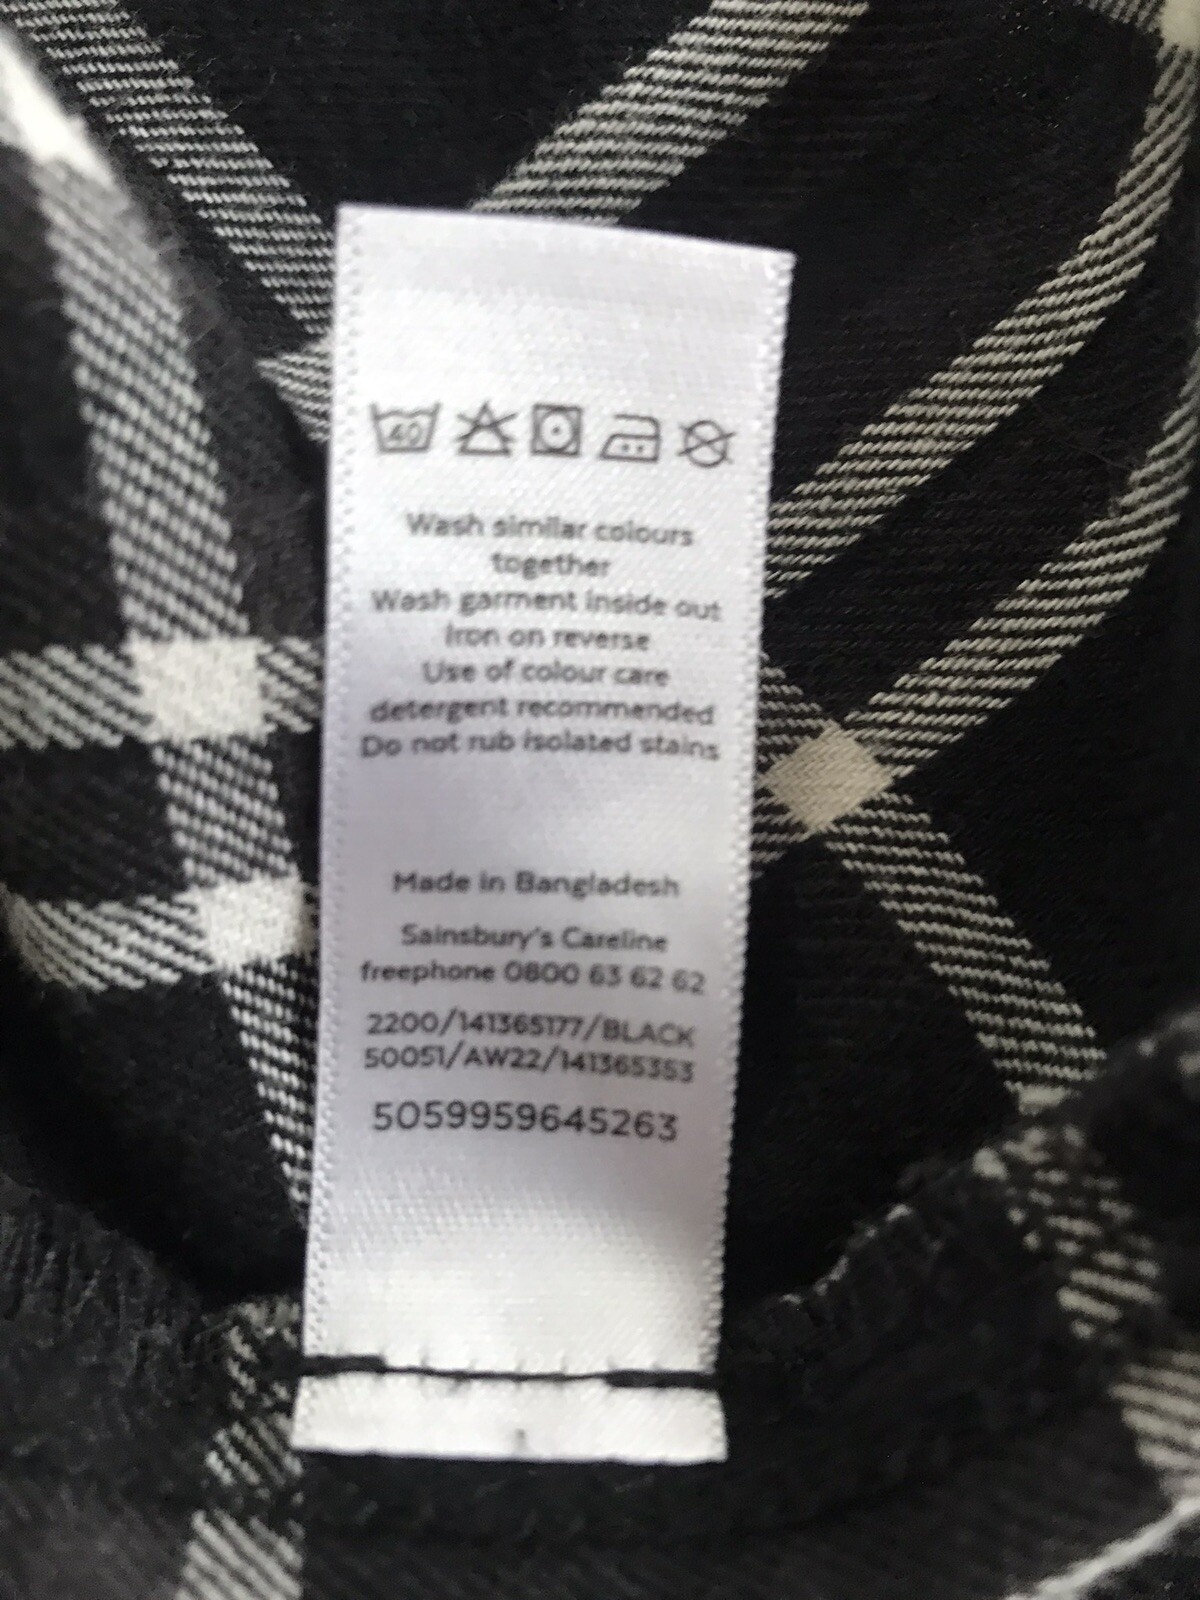 40
Wash similar colours
together
Wash garment inside out
Iron on reverse
Use of colour care
detergent recommended
Do not rub isolated stains
Made in Bangladesh
Sainsbury's Careline
freephone 0800 63 62 62
2200/141365177/BLACK
50051/AW22/141365353
5059959645263